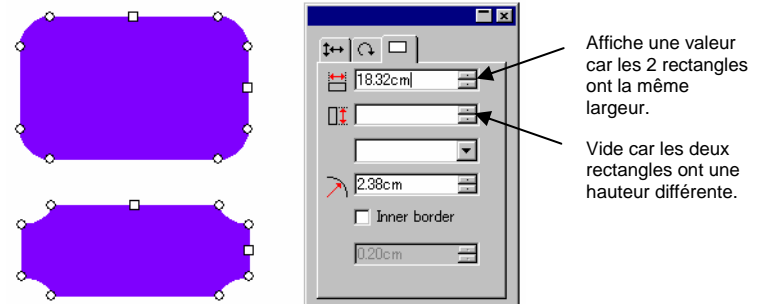 18.32cm
2.38cm
Inner border
0.20cm
Affiche une valeur
car les 2 rectangles
ont la même
largeur.
Vide car les deux
rectangles ont une
hauteur différente.